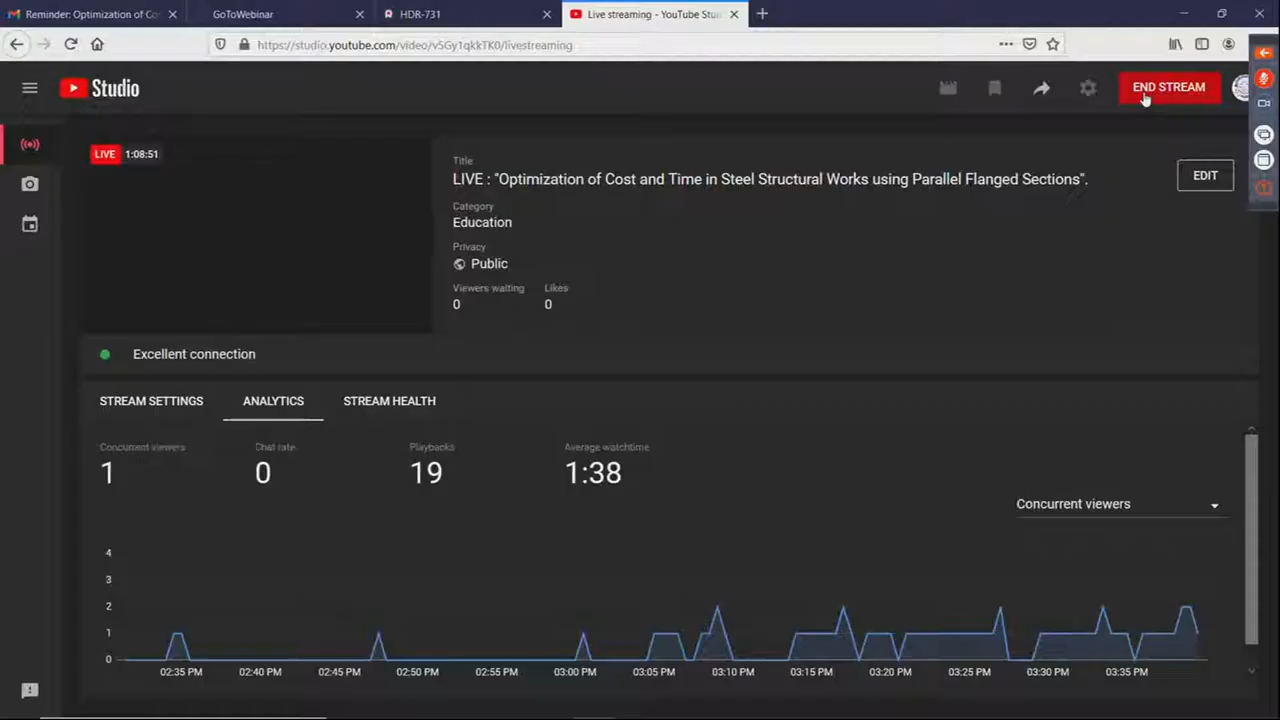 Reminder: Optimization of Co
GoToWebinar
HDR-731
Live streaming - YouTube Stu
https://studio.youtube.com/video/v5Gy1qkkTK0/livestreaming
Studio
END STREAM
LIVE 1:08:51
Title
LIVE : "Optimization of Cost and Time in Steel Structural Works using Parallel Flanged Sections".
EDIT
Category
Education
Privacy
Public
Viewers waiting Likes
0 0
Excellent connection
STREAM SETTINGS ANALYTICS STREAM HEALTH
Concurrent viewers Chat rate Playbacks Average watchtime
1 0 19 1:38
Concurrent viewers
4
3
2
1
0
02:35 PM 02:40 PM 02:45 PM 02:50 PM 02:55 PM 03:00 PM 03:05 PM 03:10 PM 03:15 PM 03:20 PM 03:25 PM 03:30 PM 03:35 PM